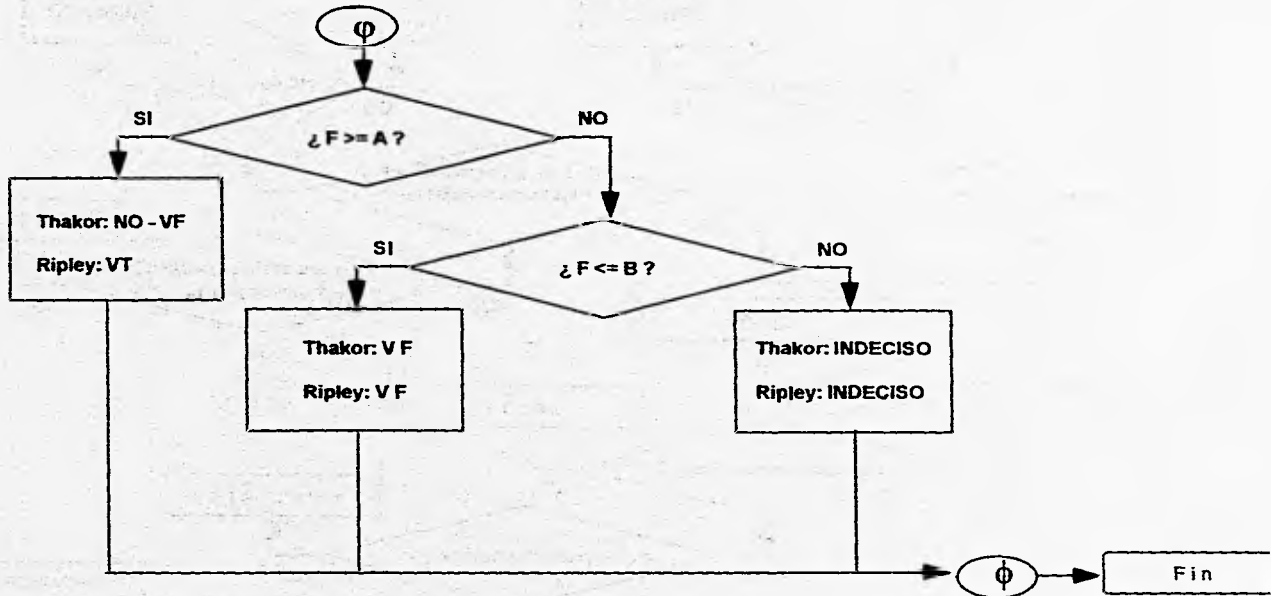 φ
SI
¿ F >= A ?
NO
Thakor: NO - VF
Ripley: VT
SI
¿ F <= B ?
NO
Thakor: V F
Ripley: V F
Thakor: INDECISO
Ripley: INDECISO
ϕ
Fin